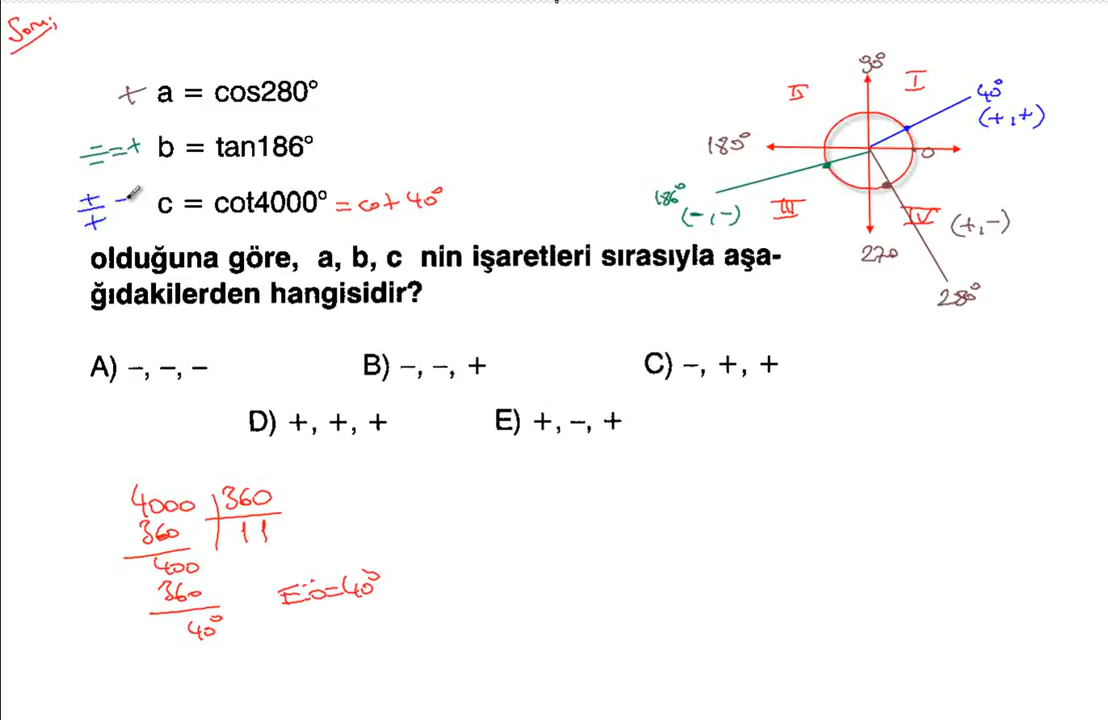 Soru;
+ a = cos280°
- / - = + b = tan186°
+ / + c = cot4000° = cot 40°
olduğuna göre, a, b, c nin işaretleri sırasıyla aşa-
ğıdakilerden hangisidir?
A) –, –, –
B) –, –, +
C) –, +, +
D) +, +, +
E) +, –, +
90°
II
I
40°
(+,+)
180°
0
186°
(-,-)
III
IV
(+,-)
270
280°
4000 | 360
360 | 11
400
360
40°
E.Ö=40°